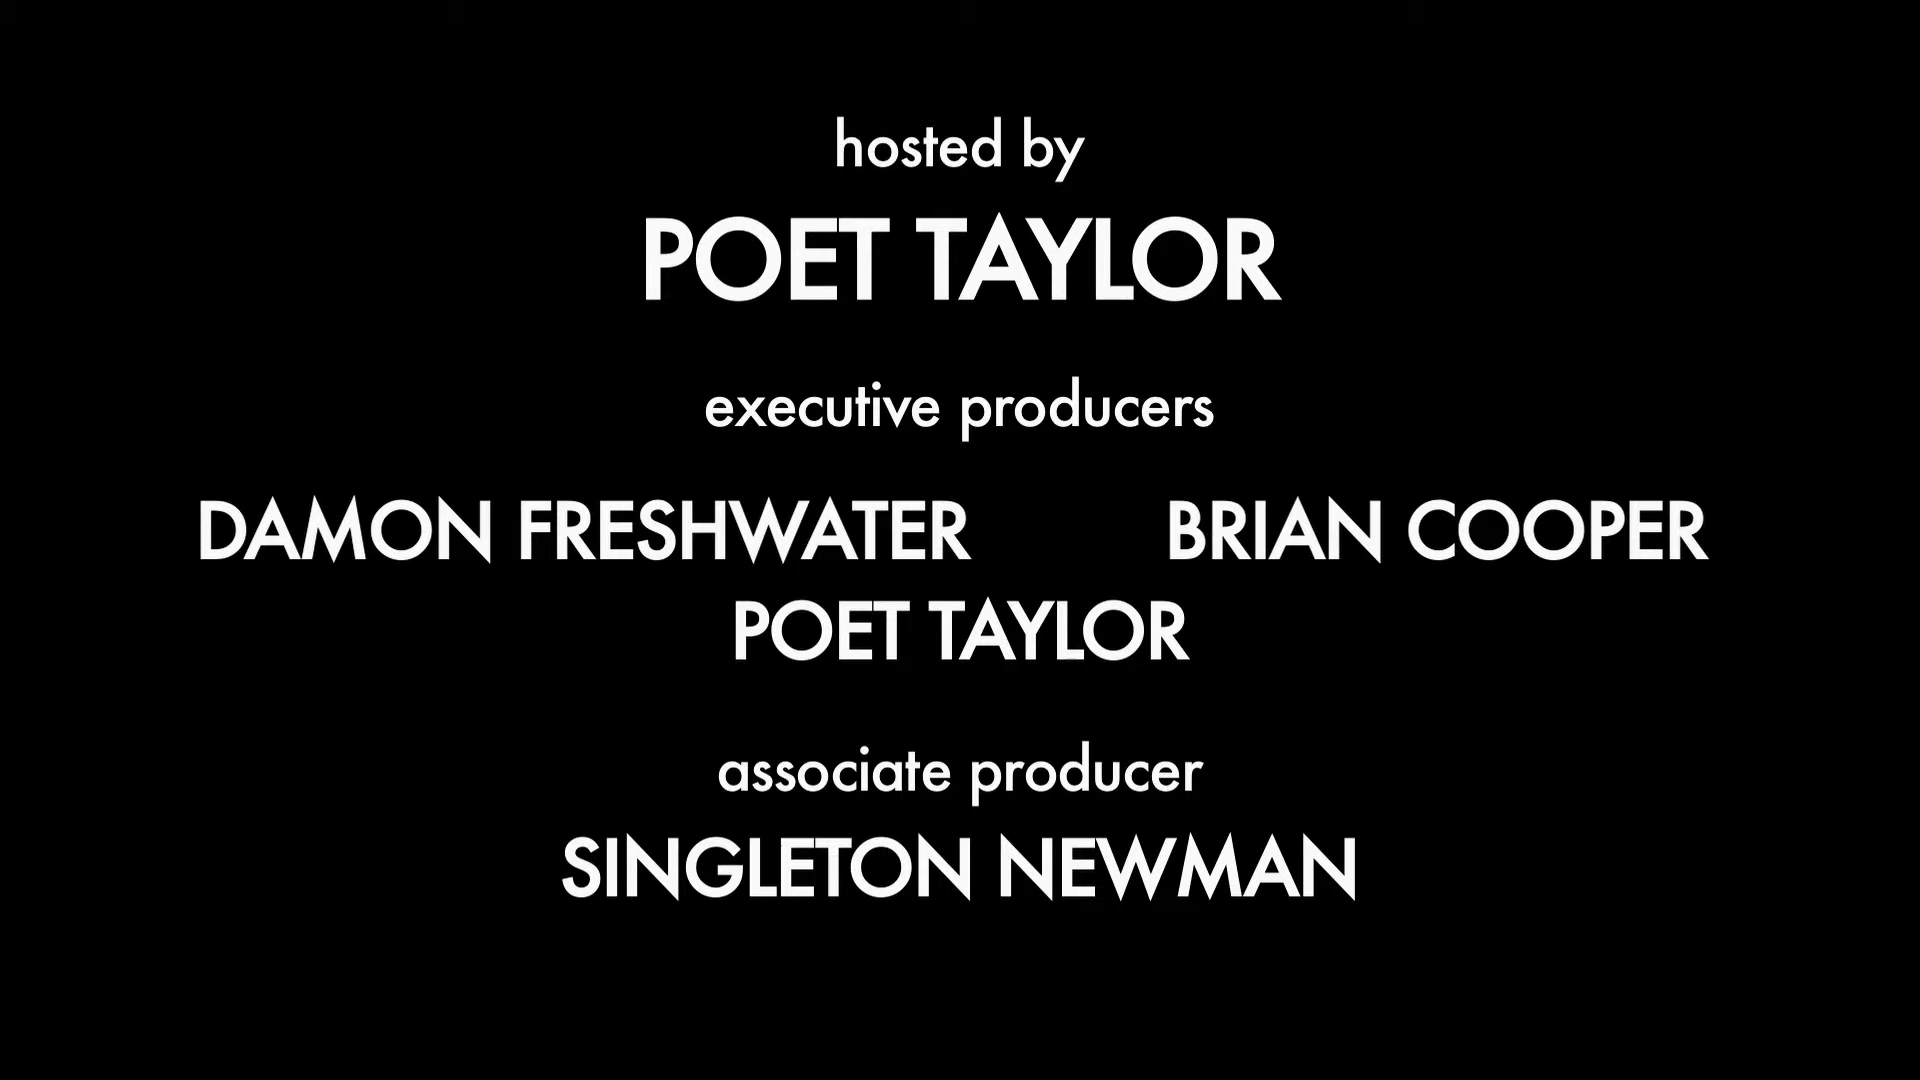 hosted by
POET TAYLOR
executive producers
DAMON FRESHWATER BRIAN COOPER
POET TAYLOR
associate producer
SINGLETON NEWMAN